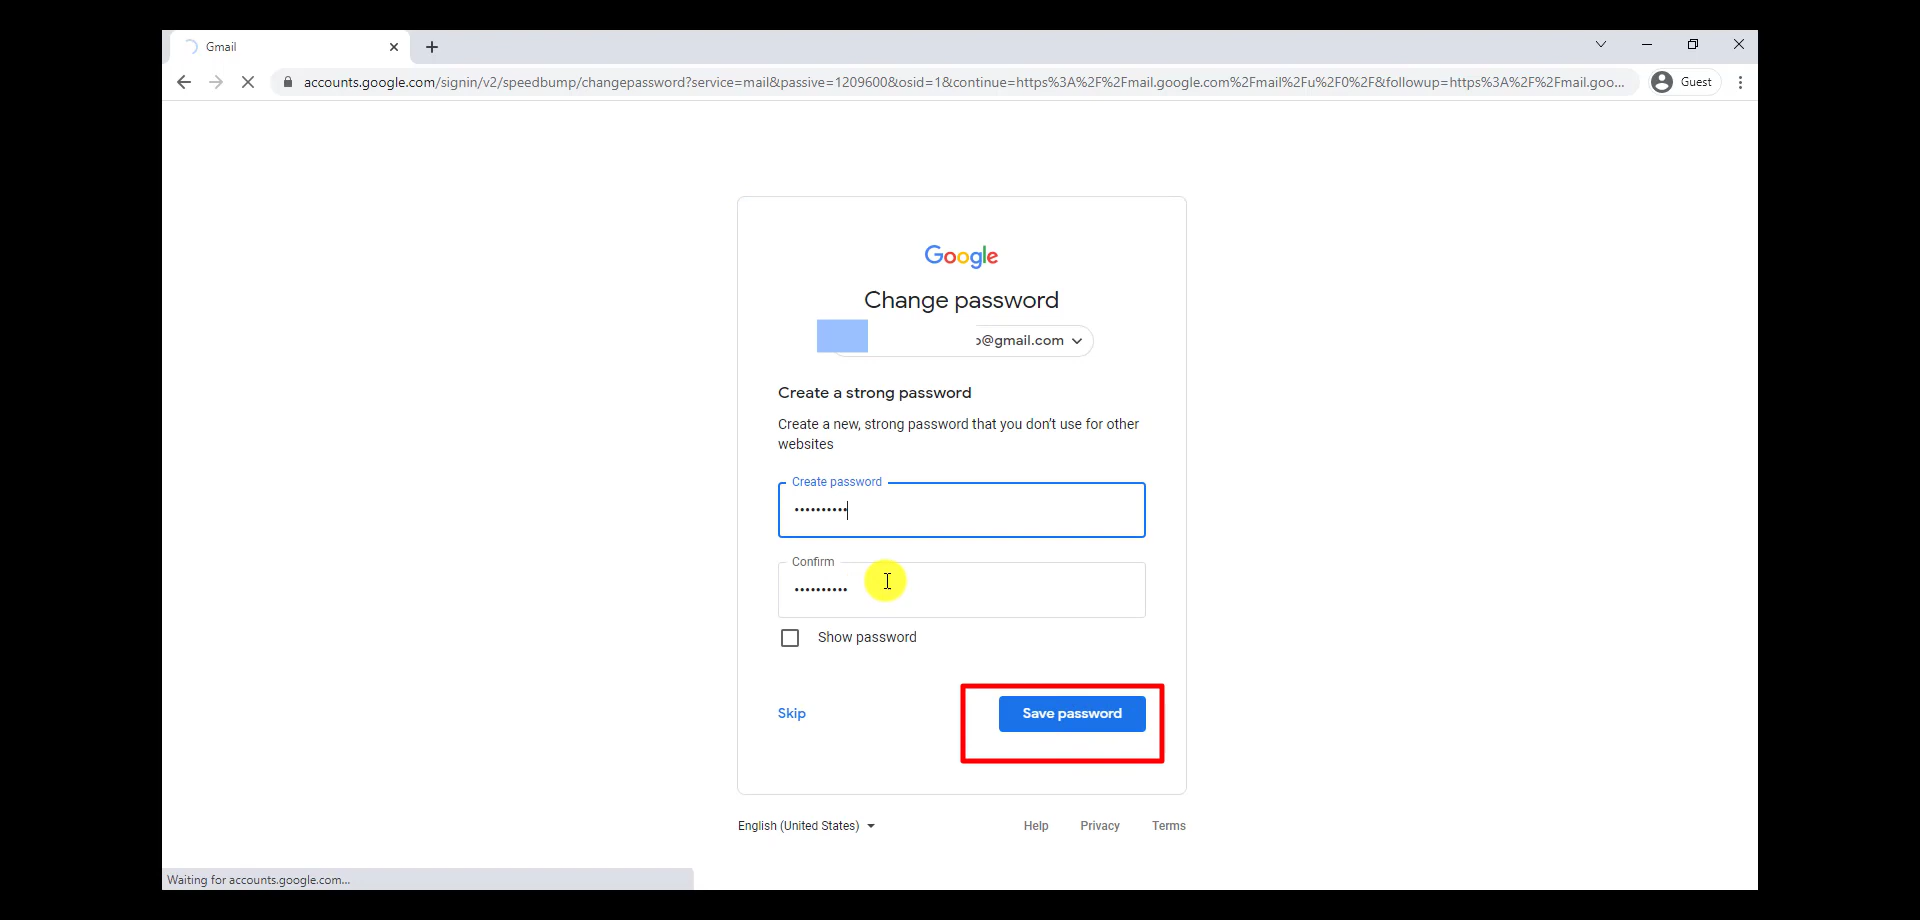 Gmail
accounts.google.com/signin/v2/speedbump/changepassword?service=mail&passive=1209600&osid=1&continue=https%3A%2F%2Fmail.google.com%2Fmail%2Fu%2F0%2F&followup=https%3A%2F%2Fmail.goo...
Guest
Google
Change password
@gmail.com
Create a strong password
Create a new, strong password that you don't use for other
websites
Create password
••••••••••
Confirm
••••••••••
Show password
Skip
Save password
English (United States)
Help
Privacy
Terms
Waiting for accounts.google.com...